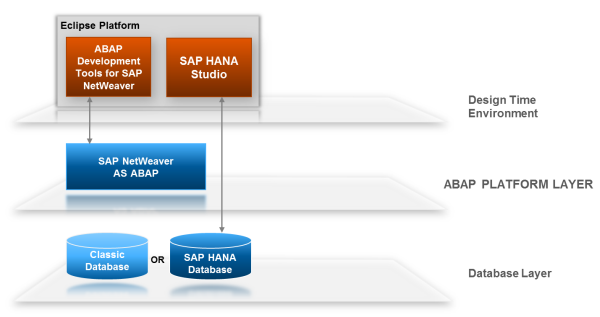 Eclipse Platform
ABAP
Development
Tools for SAP
NetWeaver
SAP HANA
Studio
Design Time
Environment
SAP NetWeaver
AS ABAP
ABAP PLATFORM LAYER
Classic
Database
OR
SAP HANA
Database
Database Layer